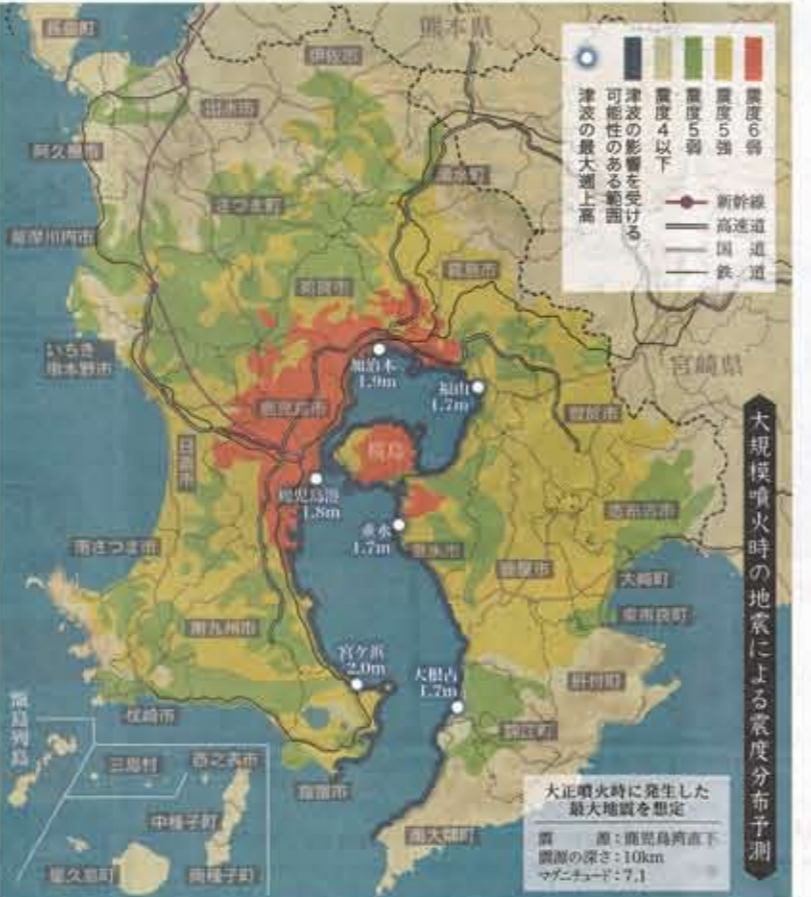 大規模噴火時の地震による震度分布予測
震度6弱
震度5強
震度5弱
震度4以下
津波の影響を受ける
可能性のある範囲
津波の最大遡上高
新幹線
高速道
国道
鉄道
長島町
熊本県
伊佐市
出水市
阿久根市
湧水町
さつま町
薩摩川内市
霧島市
姶良市
いちき
串木野市
宮崎県
加治木
1.9m
福山
1.7m
鹿児島市
曽於市
桜島
日置市
鹿児島港
1.8m
志布志市
垂水
1.7m
垂水市
南さつま市
鹿屋市
大崎町
東串良町
南九州市
宮ケ浜
2.0m
大根占
1.7m
肝付町
枕崎市
錦江町
甑島列島
三島村
西之表市
指宿市
中種子町
南大隅町
屋久島町
南種子町
大正噴火時に発生した
最大地震を想定
震源：鹿児島湾直下
震源の深さ：10km
マグニチュード：7.1